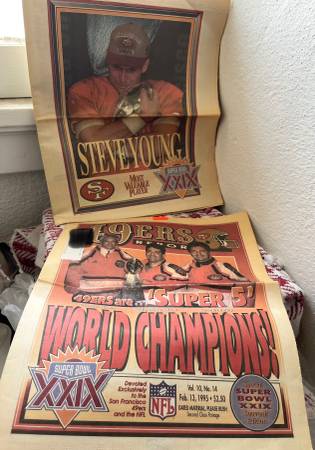 STEVE YOUNG
SF
MOST
VALUABLE
PLAYER
SUPER BOWL
XXIX
49ERS
REPORT
49ERS are 'SUPER 5'
WORLD CHAMPIONS!
SUPER BOWL
XXIX
Devoted
Exclusively to
the San Francisco
49ers
and the NFL
NFL
Vol. 10, No. 14
Feb. 13, 1995 • $2.50
DATED MATERIAL, PLEASE RUSH!
Second Class Postage
SUPER
BOWL
XXIX